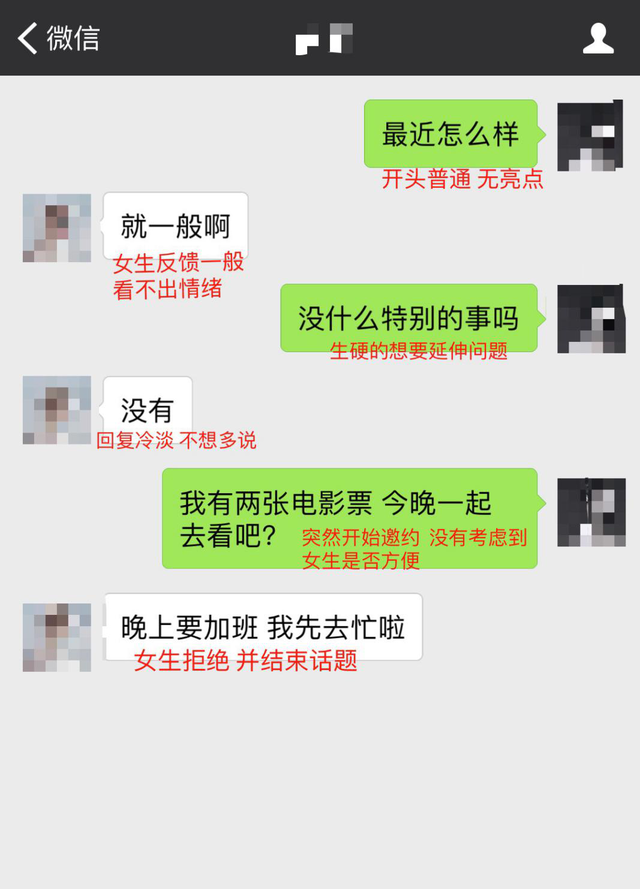 微信
最近怎么样
开头普通 无亮点
就一般啊
女生反馈一般
看不出情绪
没什么特别的事吗
生硬的想要延伸问题
没有
回复冷淡 不想多说
我有两张电影票 今晚一起
去看吧?
突然开始邀约 没有考虑到
女生是否方便
晚上要加班 我先去忙啦
女生拒绝 并结束话题